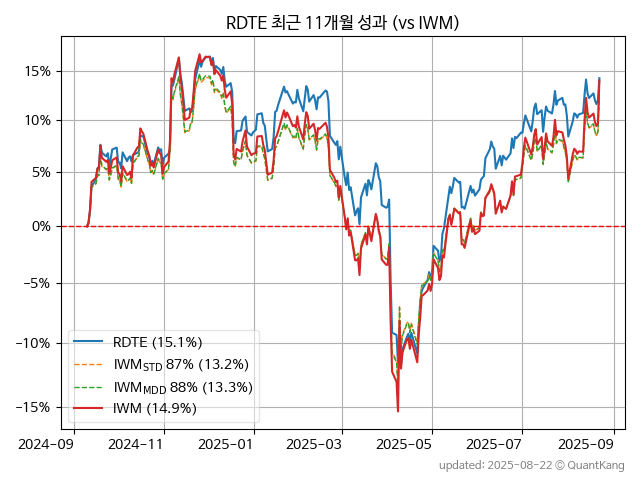 RDTE 최근 11개월 성과 (vs IWM)
15%
10%
5%
0%
−5%
−10%
−15%
RDTE (15.1%)
IWM_STD 87% (13.2%)
IWM_MDD 88% (13.3%)
IWM (14.9%)
2024-09 2024-11 2025-01 2025-03 2025-05 2025-07 2025-09
updated: 2025-08-22 © QuantKang